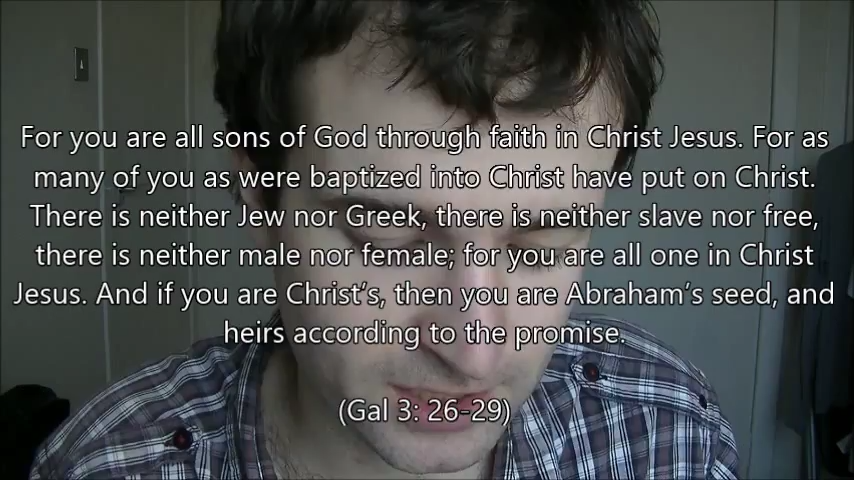 For you are all sons of God through faith in Christ Jesus. For as
many of you as were baptized into Christ have put on Christ.
There is neither Jew nor Greek, there is neither slave nor free,
there is neither male nor female; for you are all one in Christ
Jesus. And if you are Christ's, then you are Abraham's seed, and
heirs according to the promise.
(Gal 3: 26-29)